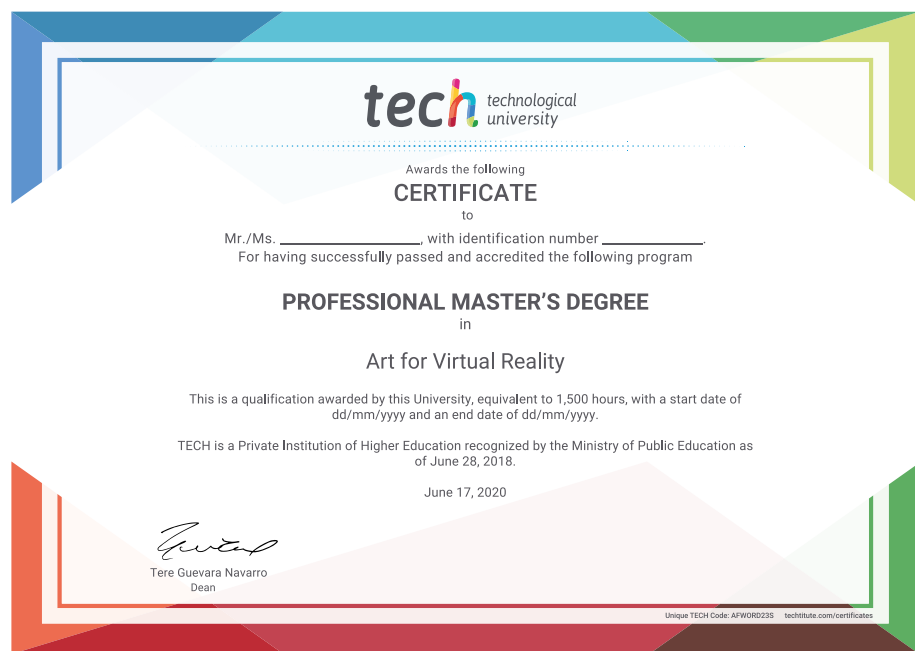 tech technological
university
Awards the following
CERTIFICATE
to
Mr./Ms. ____________________, with identification number ______________.
For having successfully passed and accredited the following program
PROFESSIONAL MASTER'S DEGREE
in
Art for Virtual Reality
This is a qualification awarded by this University, equivalent to 1,500 hours, with a start date of
dd/mm/yyyy and an end date of dd/mm/yyyy.
TECH is a Private Institution of Higher Education recognized by the Ministry of Public Education as
of June 28, 2018.
June 17, 2020
Tere Guevara Navarro
Dean
Unique TECH Code: AFWORD23S techtitute.com/certificates